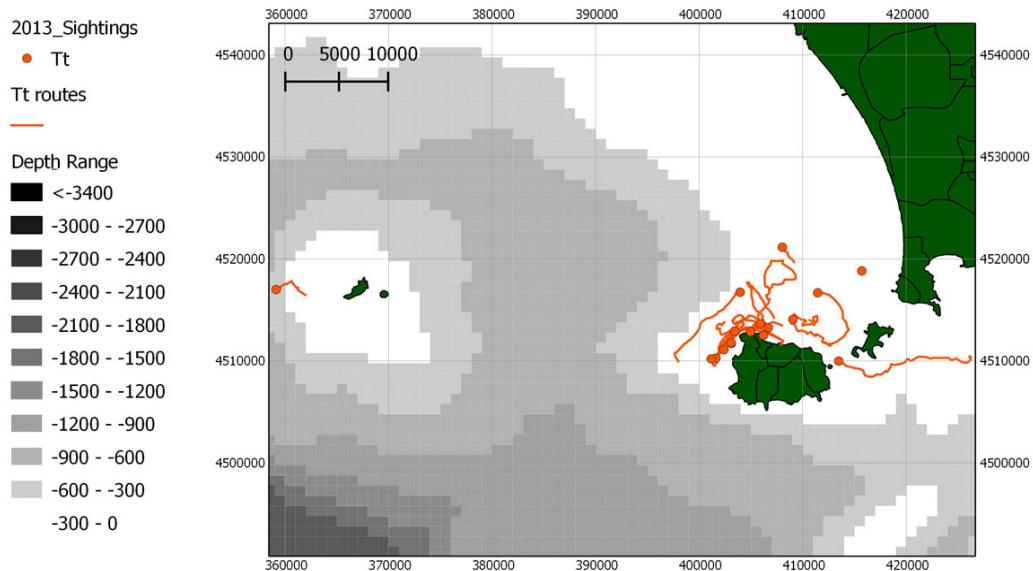 2013_Sightings
Tt
Tt routes
Depth Range
<-3400
-3000 - -2700
-2700 - -2400
-2400 - -2100
-2100 - -1800
-1800 - -1500
-1500 - -1200
-1200 - -900
-900 - -600
-600 - -300
-300 - 0
360000 370000 380000 390000 400000 410000 420000
0 5000 10000
4540000 4540000
4530000 4530000
4520000 4520000
4510000 4510000
4500000 4500000
360000 370000 380000 390000 400000 410000 420000